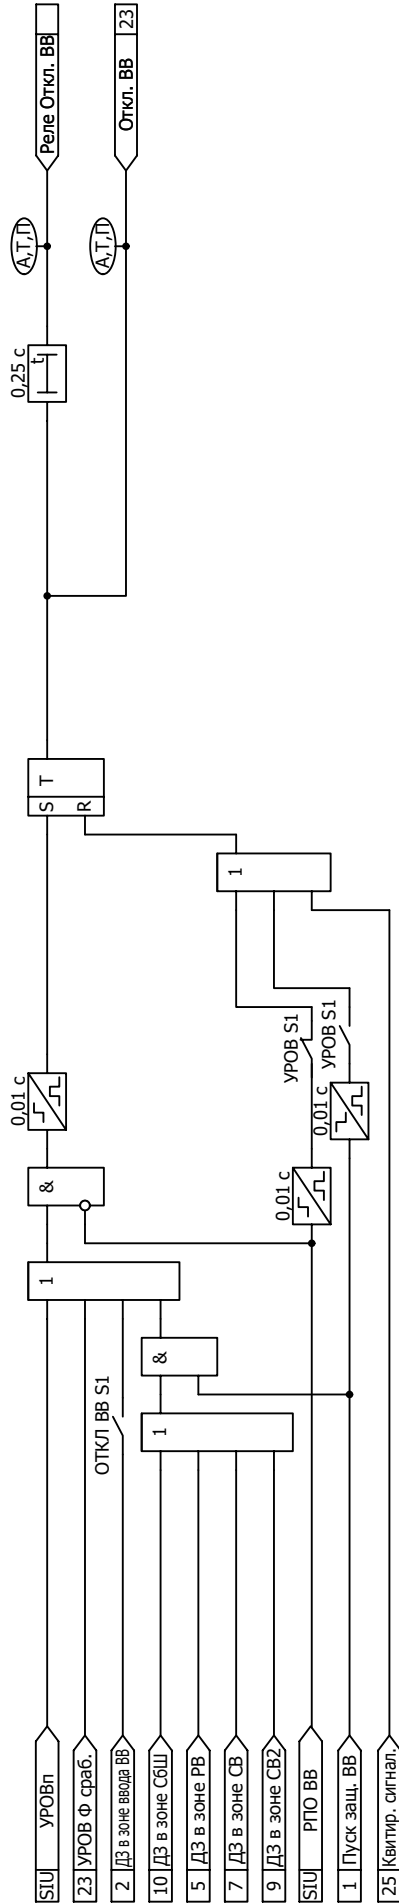 SIU УРОВп
23 УРОВ Ф сраб.
2 ДЗ в зоне ввода ВВ
10 ДЗ в зоне СбШ
5 ДЗ в зоне РВ
7 ДЗ в зоне СВ
9 ДЗ в зоне СВ2
SIU РПО ВВ
1 Пуск защ. ВВ
25 Квитир. сигнал.
ОТКЛ ВВ S1
1
&
1
&
0,01 с
0,01 с
0,01 с
УРОВ S1
УРОВ S1
1
S T
R
0,25 с
t
А,Т,П
А,Т,П
Реле Откл. ВВ
Откл. ВВ 23